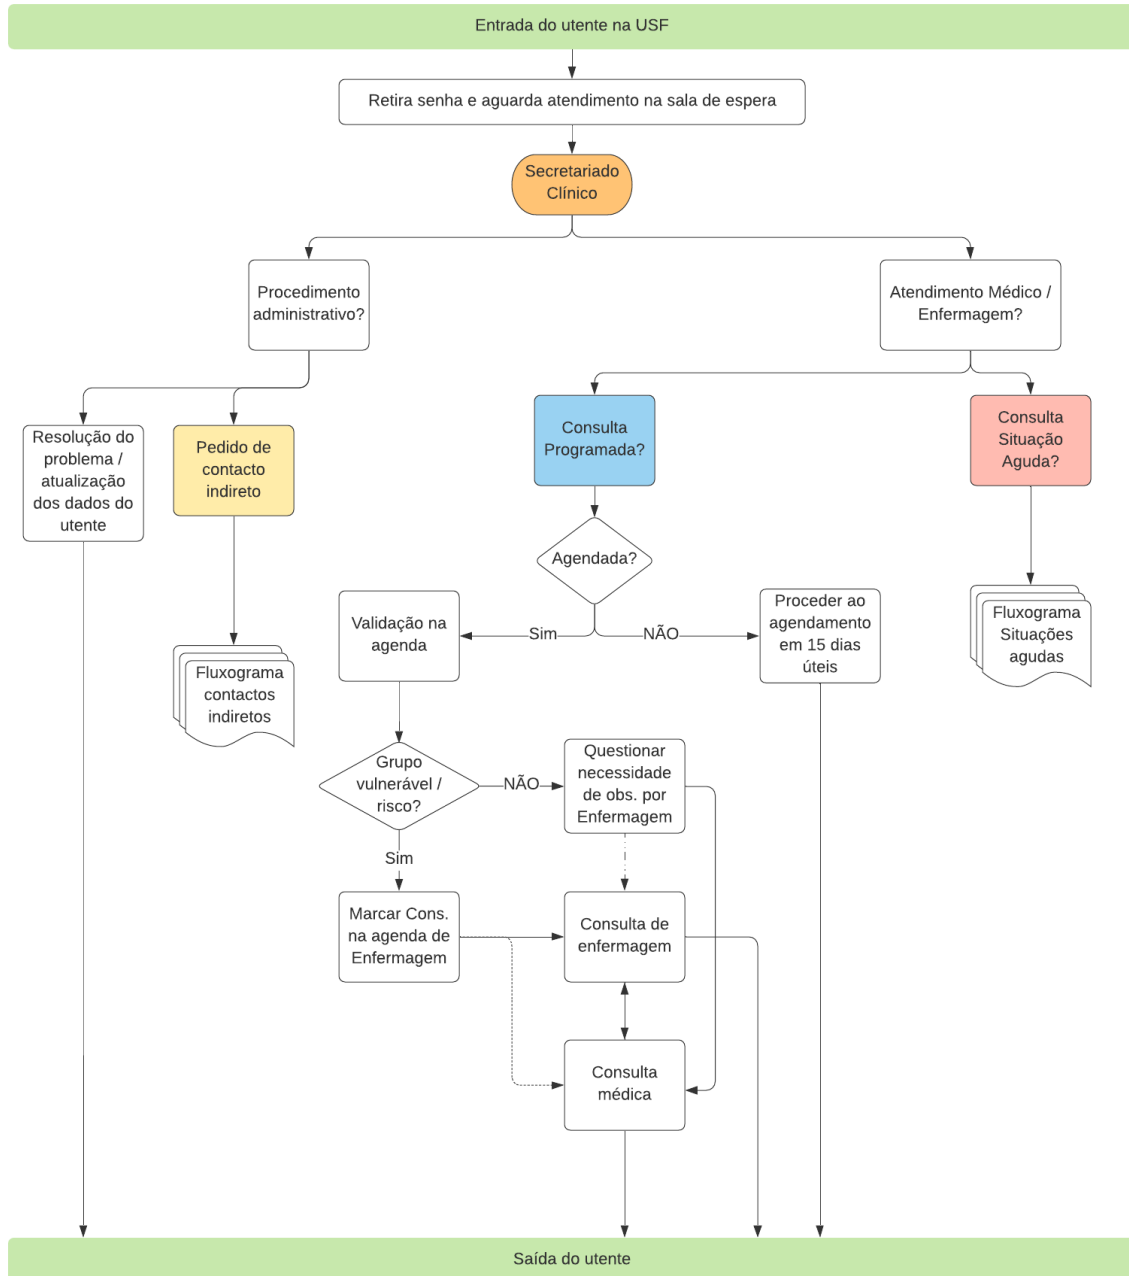 Entrada do utente na USF
Retira senha e aguarda atendimento na sala de espera
Secretariado
Clínico
Procedimento
administrativo?
Atendimento Médico /
Enfermagem?
Resolução do
problema /
atualização
dos dados do
utente
Pedido de
contacto
indireto
Consulta
Programada?
Consulta
Situação
Aguda?
Agendada?
Validação na
agenda
Sim
NÃO
Proceder ao
agendamento
em 15 dias
úteis
Fluxograma
Situações
agudas
Fluxograma
contactos
indiretos
Grupo
vulnerável /
risco?
NÃO
Questionar
necessidade
de obs. por
Enfermagem
Sim
Marcar Cons.
na agenda de
Enfermagem
Consulta de
enfermagem
Consulta
médica
Saída do utente